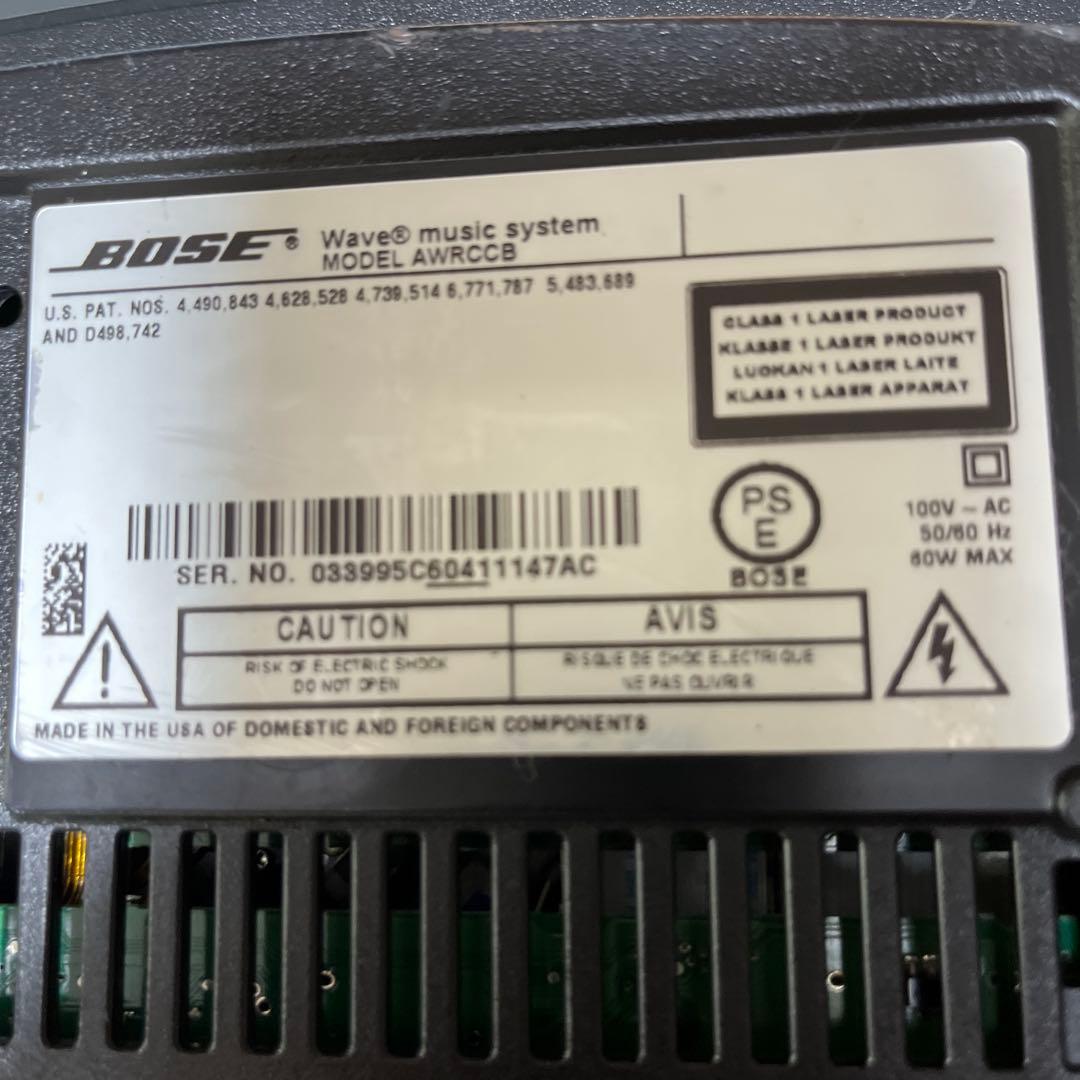 BOSE® Wave® music system
MODEL AWRCCB
U.S. PAT. NOS. 4,490,843 4,628,528 4,739,514 6,771,787 5,483,689
AND D498,742
CLASS 1 LASER PRODUCT
KLASSE 1 LASER PRODUKT
LUOKAN 1 LASER LAITE
KLASS 1 LASER APPARAT
PS
E
BOSE
100V ~ AC
50/60 Hz
60W MAX
SER. NO. 033995C60411147AC
CAUTION
RISK OF ELECTRIC SHOCK
DO NOT OPEN
AVIS
RISQUE DE CHOC ELECTRIQUE
NE PAS OUVRIR
MADE IN THE USA OF DOMESTIC AND FOREIGN COMPONENTS